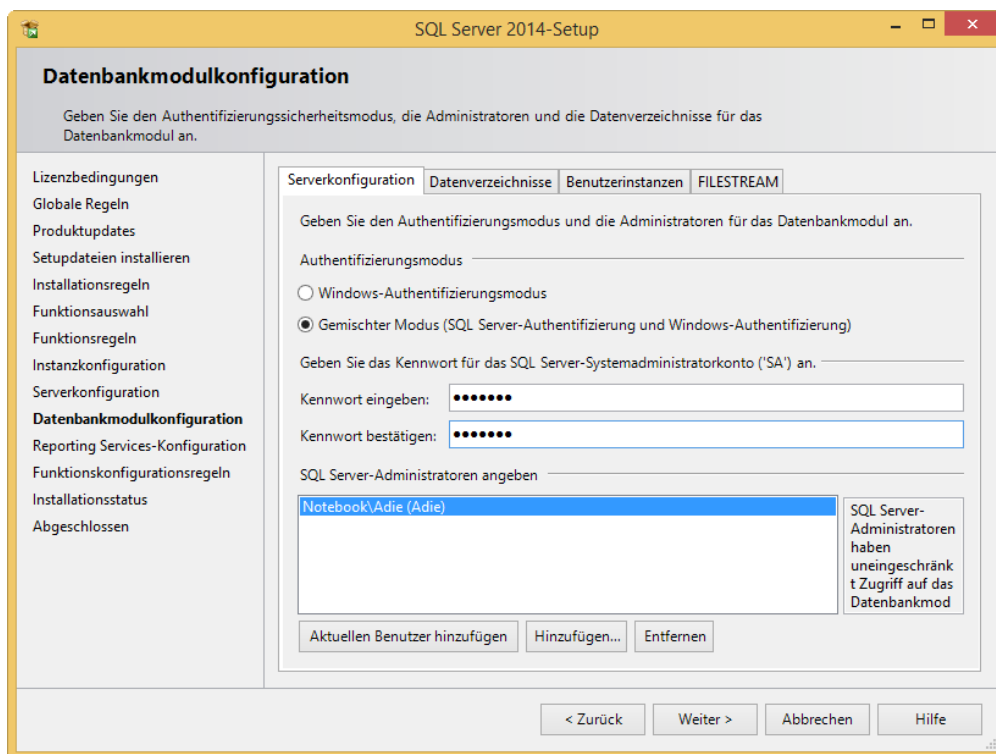 SQL Server 2014-Setup
Datenbankmodulkonfiguration
Geben Sie den Authentifizierungssicherheitsmodus, die Administratoren und die Datenverzeichnisse für das
Datenbankmodul an.
Lizenzbedingungen
Globale Regeln
Produktupdates
Setupdateien installieren
Installationsregeln
Funktionsauswahl
Funktionsregeln
Instanzkonfiguration
Serverkonfiguration
Datenbankmodulkonfiguration
Reporting Services-Konfiguration
Funktionskonfigurationsregeln
Installationsstatus
Abgeschlossen
Serverkonfiguration Datenverzeichnisse Benutzerinstanzen FILESTREAM
Geben Sie den Authentifizierungsmodus und die Administratoren für das Datenbankmodul an.
Authentifizierungsmodus
Windows-Authentifizierungsmodus
Gemischter Modus (SQL Server-Authentifizierung und Windows-Authentifizierung)
Geben Sie das Kennwort für das SQL Server-Systemadministratorkonto ('SA') an.
Kennwort eingeben: •••••••
Kennwort bestätigen: •••••••
SQL Server-Administratoren angeben
Notebook\Adie (Adie)
SQL Server-
Administratoren
haben
uneingeschränk
t Zugriff auf das
Datenbankmod
Aktuellen Benutzer hinzufügen Hinzufügen... Entfernen
< Zurück Weiter > Abbrechen Hilfe